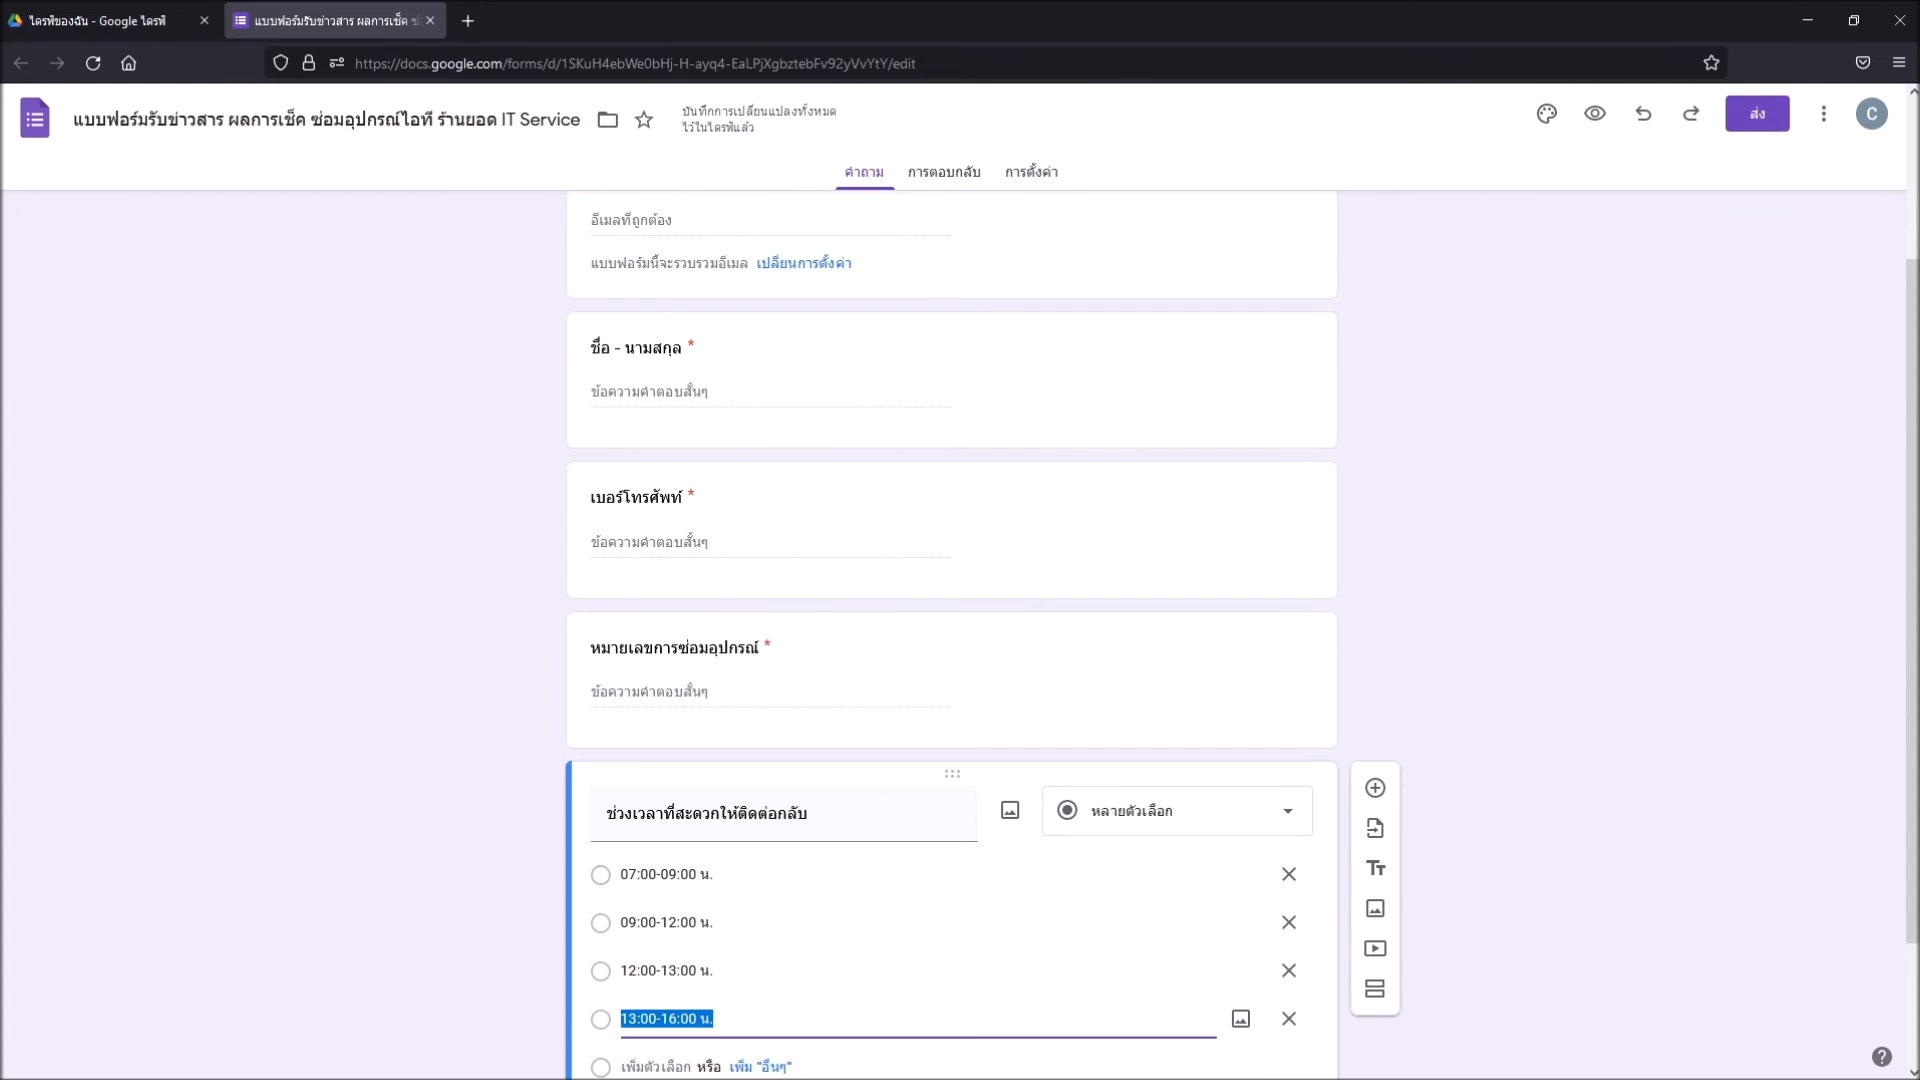 ไดรฟ์ของฉัน - Google ไดรฟ์
แบบฟอร์มรับข่าวสาร ผลการเช็ค ซ่อ
https://docs.google.com/forms/d/1SKuH4ebWe0bHj-H-ayq4-EaLPjXgbztebFv92yVvYtY/edit
แบบฟอร์มรับข่าวสาร ผลการเช็ค ซ่อมอุปกรณ์ไอที ร้านยอด IT Service
บันทึกการเปลี่ยนแปลงทั้งหมด
ไว้ในไดรฟ์แล้ว
ส่ง
C
คำถาม
การตอบกลับ
การตั้งค่า
อีเมลที่ถูกต้อง
แบบฟอร์มนี้จะรวบรวมอีเมล เปลี่ยนการตั้งค่า
ชื่อ - นามสกุล *
ข้อความคำตอบสั้นๆ
เบอร์โทรศัพท์ *
ข้อความคำตอบสั้นๆ
หมายเลขการซ่อมอุปกรณ์ *
ข้อความคำตอบสั้นๆ
ช่วงเวลาที่สะดวกให้ติดต่อกลับ
หลายตัวเลือก
07:00-09:00 น.
09:00-12:00 น.
12:00-13:00 น.
13:00-16:00 น.
เพิ่มตัวเลือก หรือ เพิ่ม "อื่นๆ"